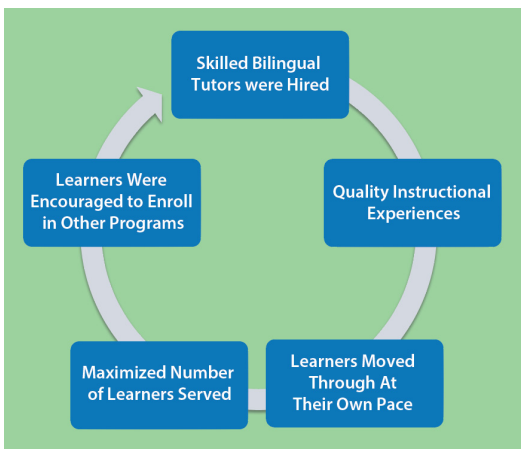 Skilled Bilingual
Tutors were Hired
Quality Instructional
Experiences
Learners Moved
Through At
Their Own Pace
Maximized Number
of Learners Served
Learners Were
Encouraged to Enroll
in Other Programs